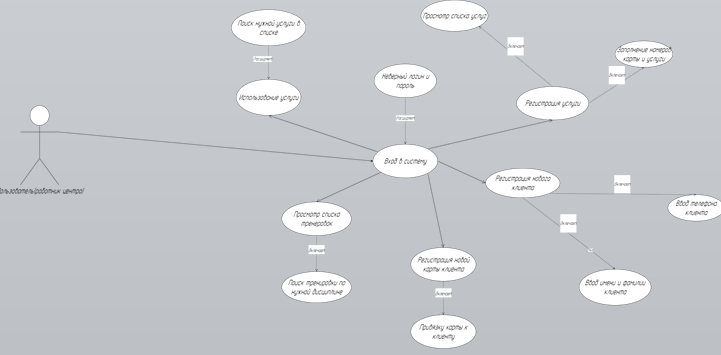 Просмотр списка услуг
Поиск нужной услуги в
списке
Включает
Заполнение номеров
карты и услуги
Расширяет
Неверный логин и
пароль
Включает
Использование услуги
Регистрация услуги
Расширяет
Вход в систему
Пользователь(работник центра)
Регистрация нового
клиента
Включает
Ввод телефона
клиента
Просмотр списка
тренировок
Включает
Включает
Регистрация новой
карты клиента
Поиск тренировки по
нужной дисциплине
Ввод имени и фамилии
клиента
Включает
Привязку карты к
клиенту